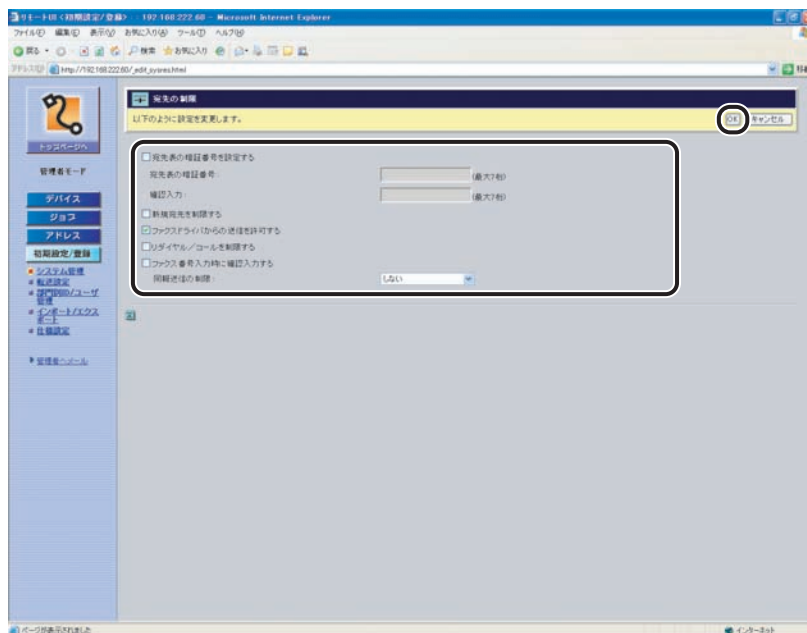 リモートUI <初期設定/登録> : 192.168.222.60 - Microsoft Internet Explorer
ファイル(F) 編集(E) 表示(V) お気に入り(A) ツール(T) ヘルプ(H)
戻る 検索 お気に入り
アドレス(D) http://192.168.222.60/_edit_sysres.html 移動
トップページへ
管理者モード
デバイス
ジョブ
アドレス
初期設定/登録
システム管理
転送設定
部門別ID/ユーザ
管理
インポート/エクス
ポート
仕様設定
管理者へメール
宛先の制限
以下のように設定を変更します。 OK キャンセル
宛先表の暗証番号を設定する
宛先表の暗証番号: (最大7桁)
確認入力: (最大7桁)
新規宛先を制限する
ファクスドライバからの送信を許可する
リダイヤル/コールを制限する
ファクス番号入力時に確認入力する
同報送信の制限: しない
ページが表示されました インターネット